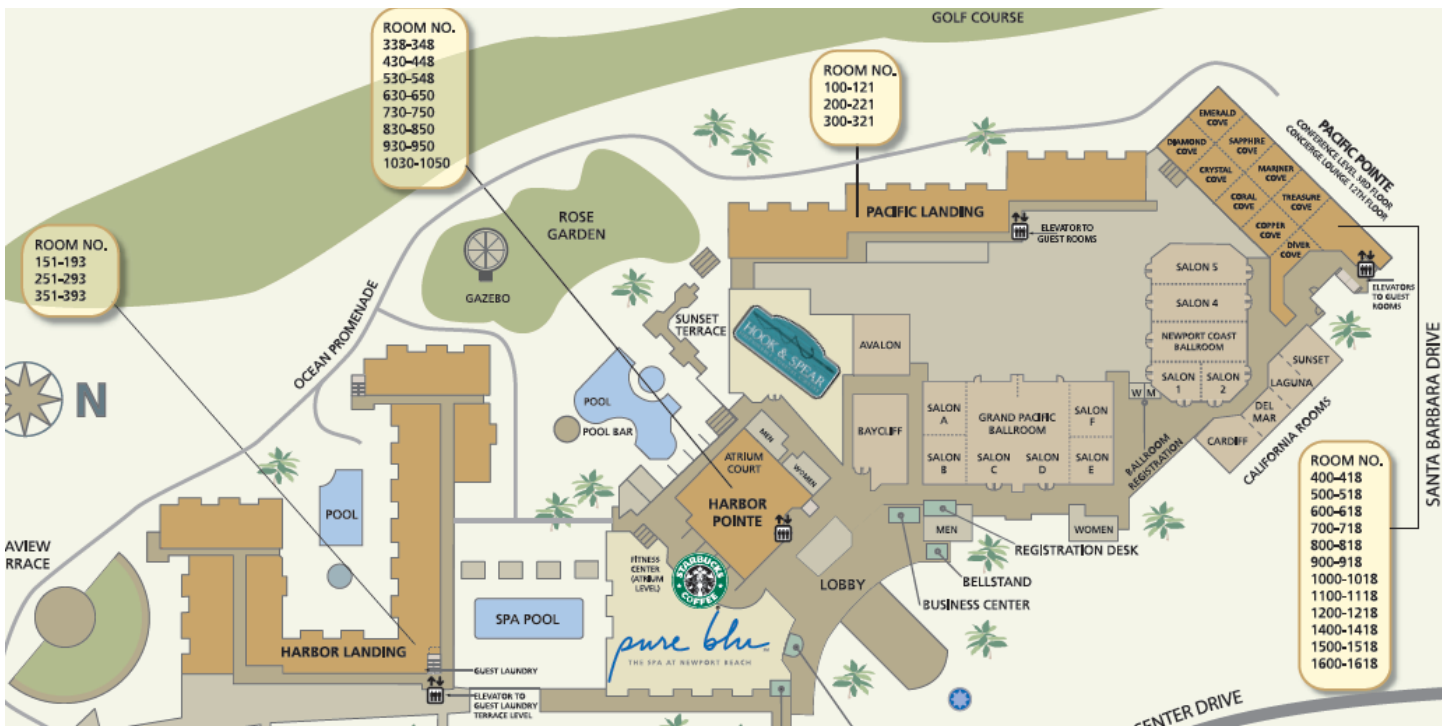 GOLF COURSE
ROOM NO.
338-348
430-448
530-548
630-650
730-750
830-850
930-950
1030-1050
ROOM NO.
100-121
200-221
300-321
EMERALD
COVE
DIAMOND
COVE
SAPPHIRE
COVE
CRYSTAL
COVE
MARINER
COVE
CORAL
COVE
TREASURE
COVE
COPPER
COVE
DIVER
COVE
PACIFIC POINTE
CONFERENCE LEVEL 3RD FLOOR
CONCIERGE LOUNGE 12TH FLOOR
PACIFIC LANDING
ELEVATOR TO
GUEST ROOMS
ROSE
GARDEN
GAZEBO
ROOM NO.
151-193
251-293
351-393
OCEAN PROMENADE
SUNSET
TERRACE
HOOK & SPEAR
AVALON
SALON 5
SALON 4
NEWPORT COAST
BALLROOM
SALON
1
SALON
2
ELEVATORS
TO GUEST
ROOMS
SUNSET
LAGUNA
DEL
MAR
CARDIFF
CALIFORNIA ROOMS
SANTA BARBARA DRIVE
N
POOL
POOL BAR
W M
BALLROOM
REGISTRATION
BAYCLIFF
SALON
A
GRAND PACIFIC
BALLROOM
SALON
F
SALON
B
SALON
C
SALON
D
SALON
E
MEN
ATRIUM
COURT
WOMEN
HARBOR
POINTE
POOL
AVIEW
RRACE
MEN
WOMEN
REGISTRATION DESK
BELLSTAND
BUSINESS CENTER
LOBBY
FITNESS
CENTER
(ATRIUM
LEVEL)
STARBUCKS
COFFEE
SPA POOL
pure blu
THE SPA AT NEWPORT BEACH
HARBOR LANDING
GUEST LAUNDRY
ELEVATOR TO
GUEST LAUNDRY
TERRACE LEVEL
ROOM NO.
400-418
500-518
600-618
700-718
800-818
900-918
1000-1018
1100-1118
1200-1218
1400-1418
1500-1518
1600-1618
CENTER DRIVE